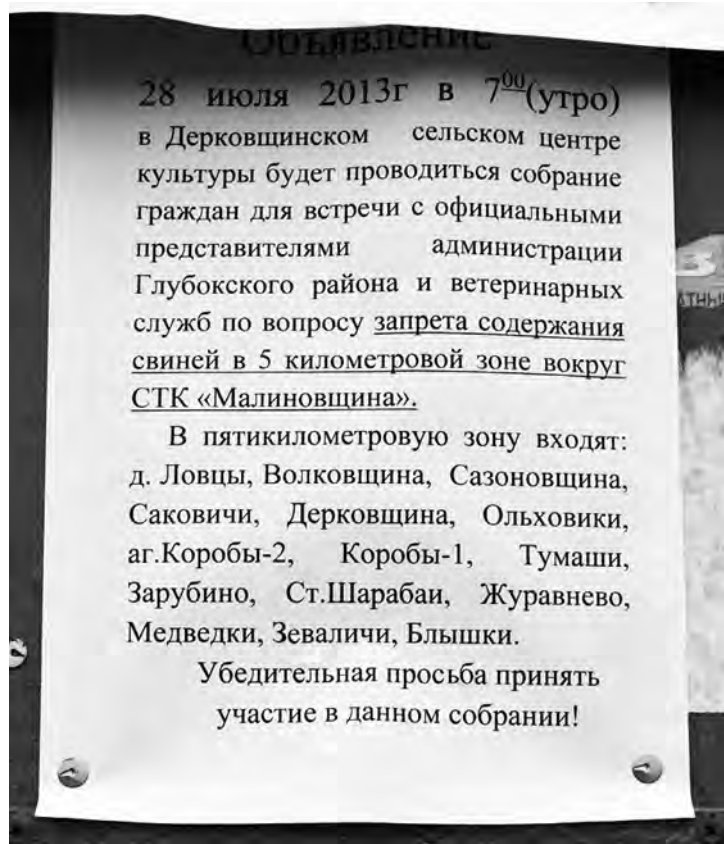 Объявление
28 июля 2013г в 7⁰⁰(утро)
в Дерковщинском сельском центре
культуры будет проводиться собрание
граждан для встречи с официальными
представителями администрации
Глубокского района и ветеринарных
служб по вопросу запрета содержания
свиней в 5 километровой зоне вокруг
СТК «Малиновщина».
В пятикилометровую зону входят:
д. Ловцы, Волковщина, Сазоновщина,
Саковичи, Дерковщина, Ольховики,
аг.Коробы-2, Коробы-1, Тумаши,
Зарубино, Ст.Шарабаи, Журавнево,
Медведки, Зеваличи, Блышки.
Убедительная просьба принять
участие в данном собрании!